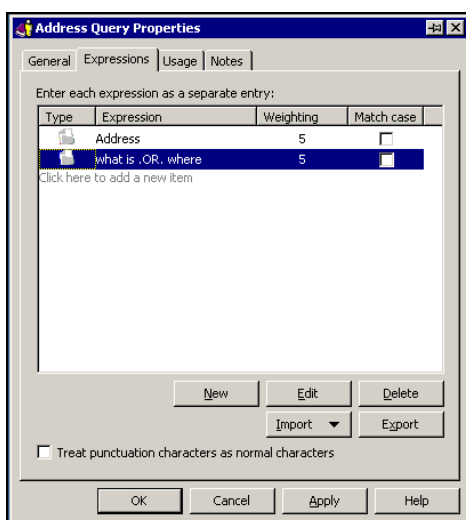 Address Query Properties
General Expressions Usage Notes
Enter each expression as a separate entry:
Type Expression Weighting Match case
Address 5
what is .OR. where 5
Click here to add a new item
New Edit Delete
Import Export
Treat punctuation characters as normal characters
OK Cancel Apply Help